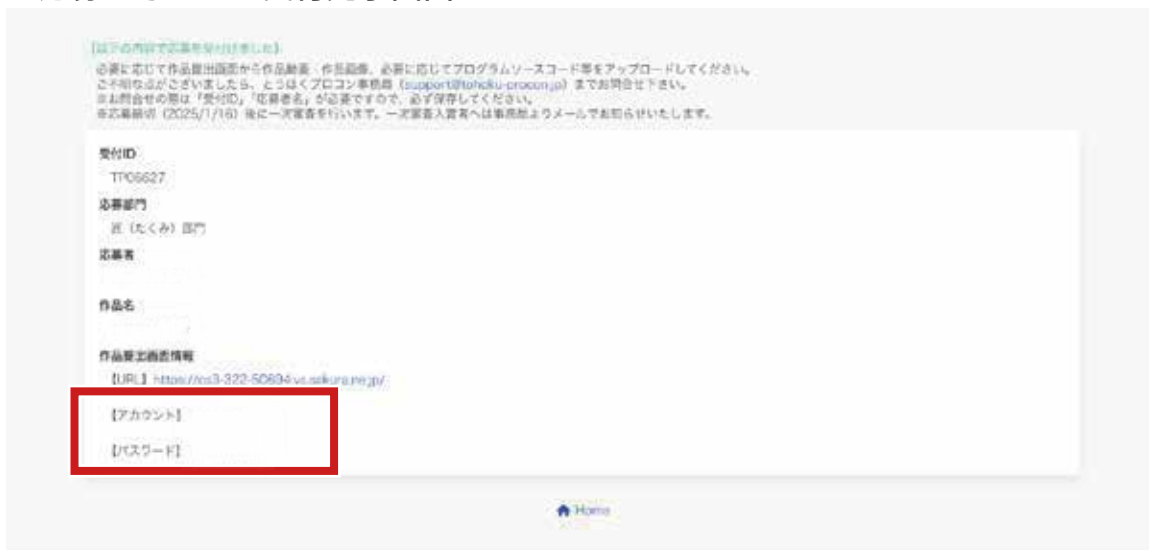 【以下の内容で応募を受け付けました】
必要に応じて作品提出画面から作品動画・作品画像、必要に応じてプログラムソースコード等をアップロードしてください。
ご不明な点がございましたら、とうほくプロコン事務局 (support@tohoku-procon.jp) までお問合せ下さい。
※お問合せの際は「受付ID」「応募者名」が必要ですので、必ず保存してください。
※応募締切 (2025/1/16) 後に一次審査を行います。一次審査入賞者へは事務局よりメールでお知らせいたします。
受付ID
TP06627
応募部門
匠（たくみ）部門
応募者
作品名
作品提出画面情報
【URL】https://os3-322-50694.vs.sakura.ne.jp/
【アカウント】
【パスワード】
Home